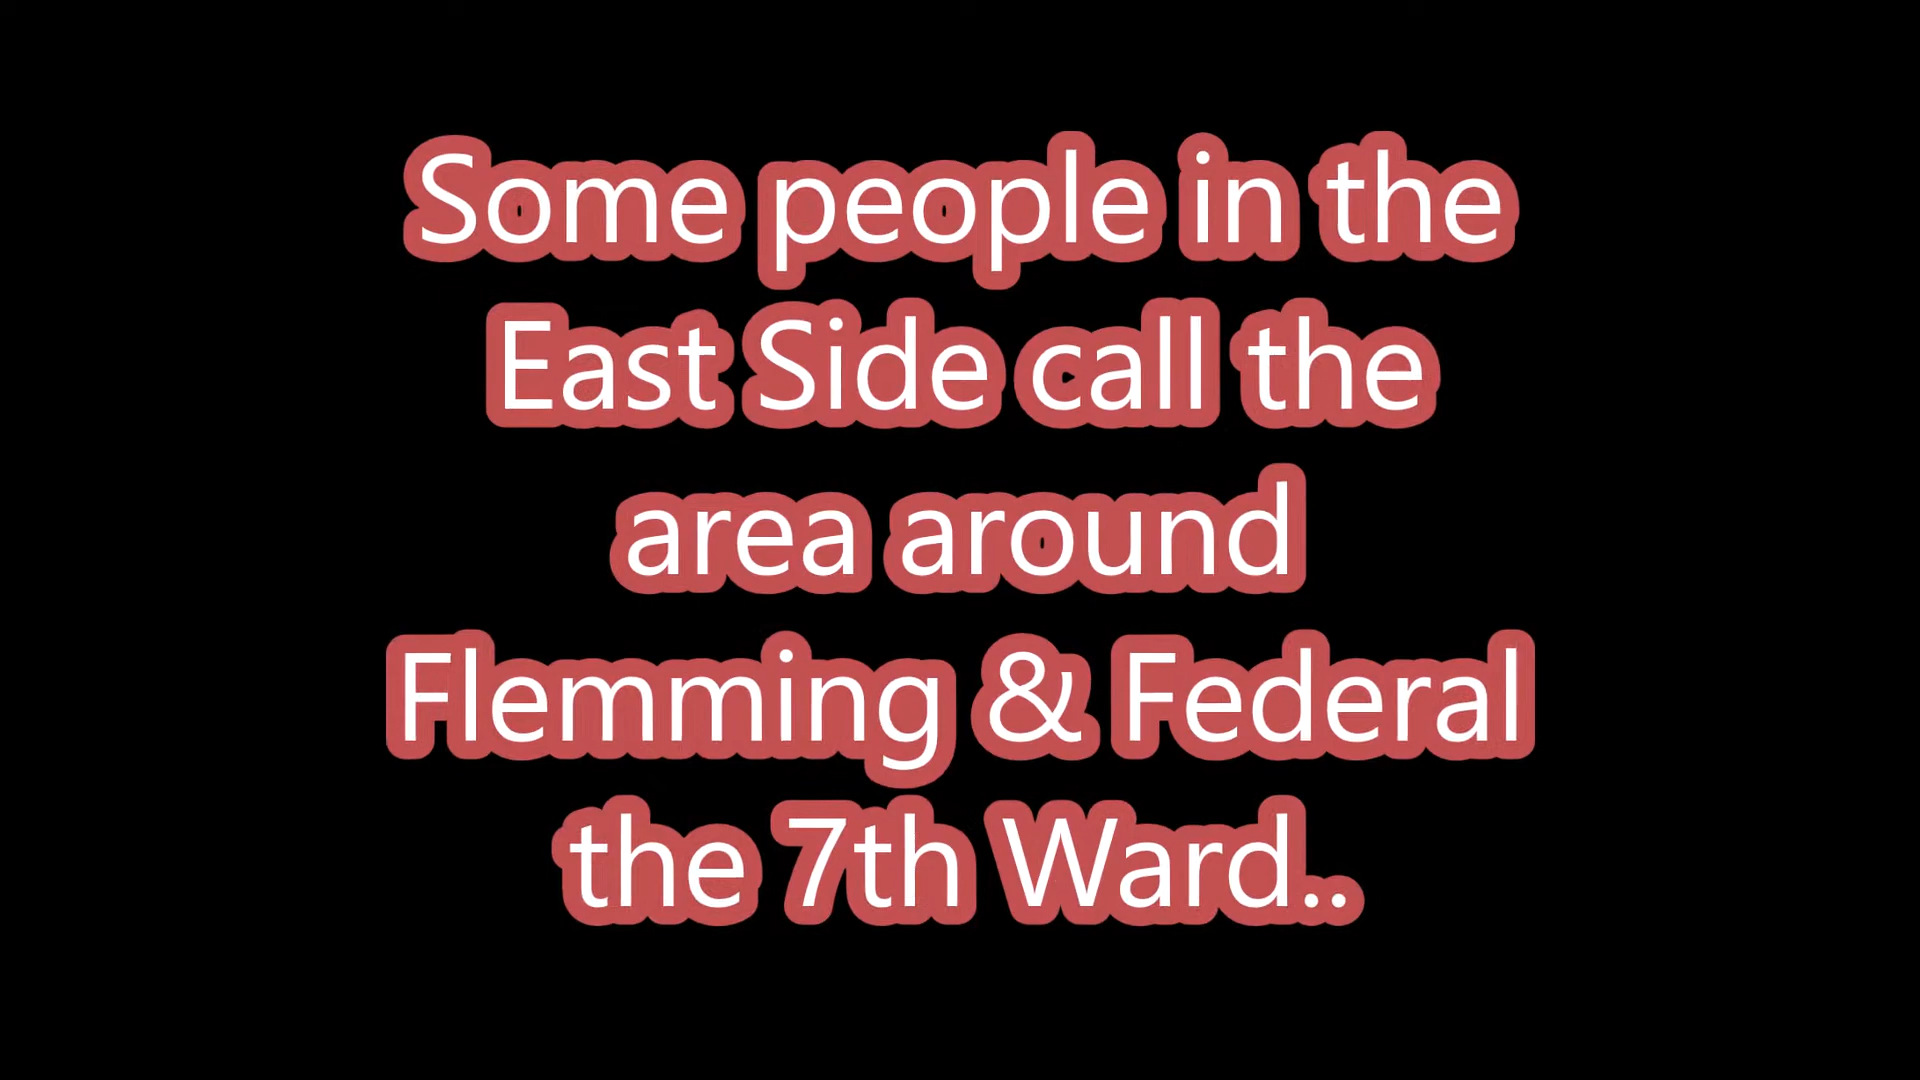 Some people in the
East Side call the
area around
Flemming & Federal
the 7th Ward..